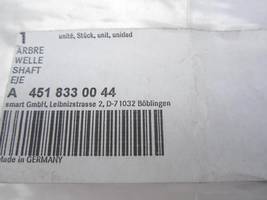 1 unité, Stück, unit, unidad
ARBRE
WELLE
SHAFT
EJE
A 451 833 00 44
smart GmbH, Leibnizstrasse 2, D-71032 Böblingen
Made in GERMANY